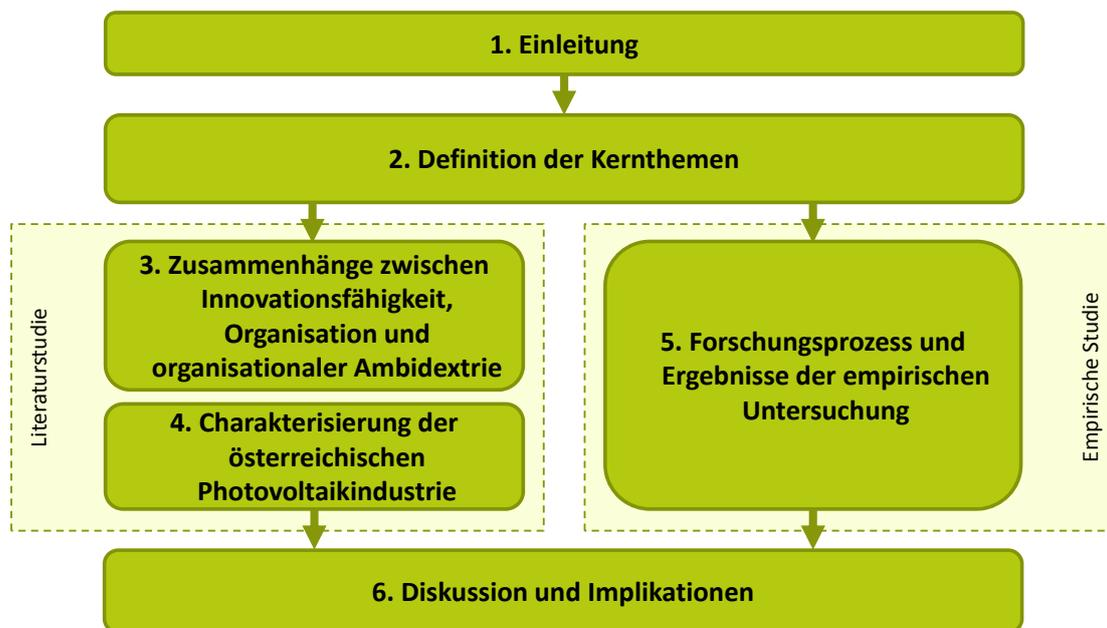 1. Einleitung
2. Definition der Kernthemen
Literaturstudie
3. Zusammenhänge zwischen
Innovationsfähigkeit,
Organisation und
organisationaler Ambidextrie
4. Charakterisierung der
österreichischen
Photovoltaikindustrie
5. Forschungsprozess und
Ergebnisse der empirischen
Untersuchung
Empirische Studie
6. Diskussion und Implikationen